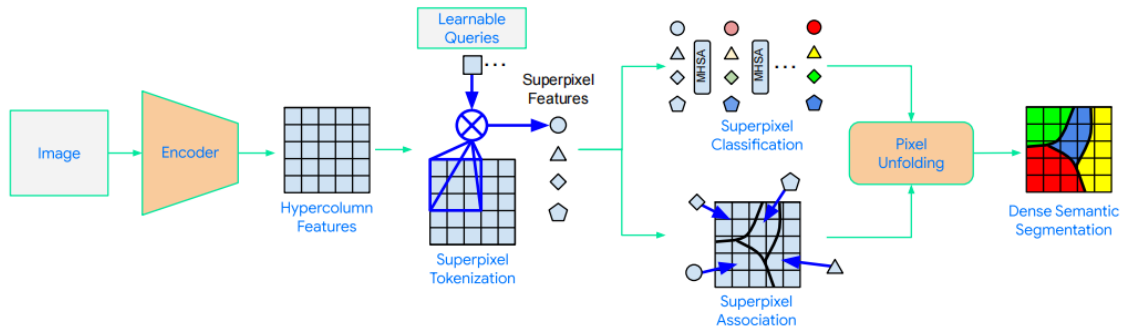 Image
Encoder
Hypercolumn
Features
Learnable
Queries
...
Superpixel
Features
Superpixel
Tokenization
MHSA
MHSA
...
Superpixel
Classification
Superpixel
Association
Pixel
Unfolding
Dense Semantic
Segmentation